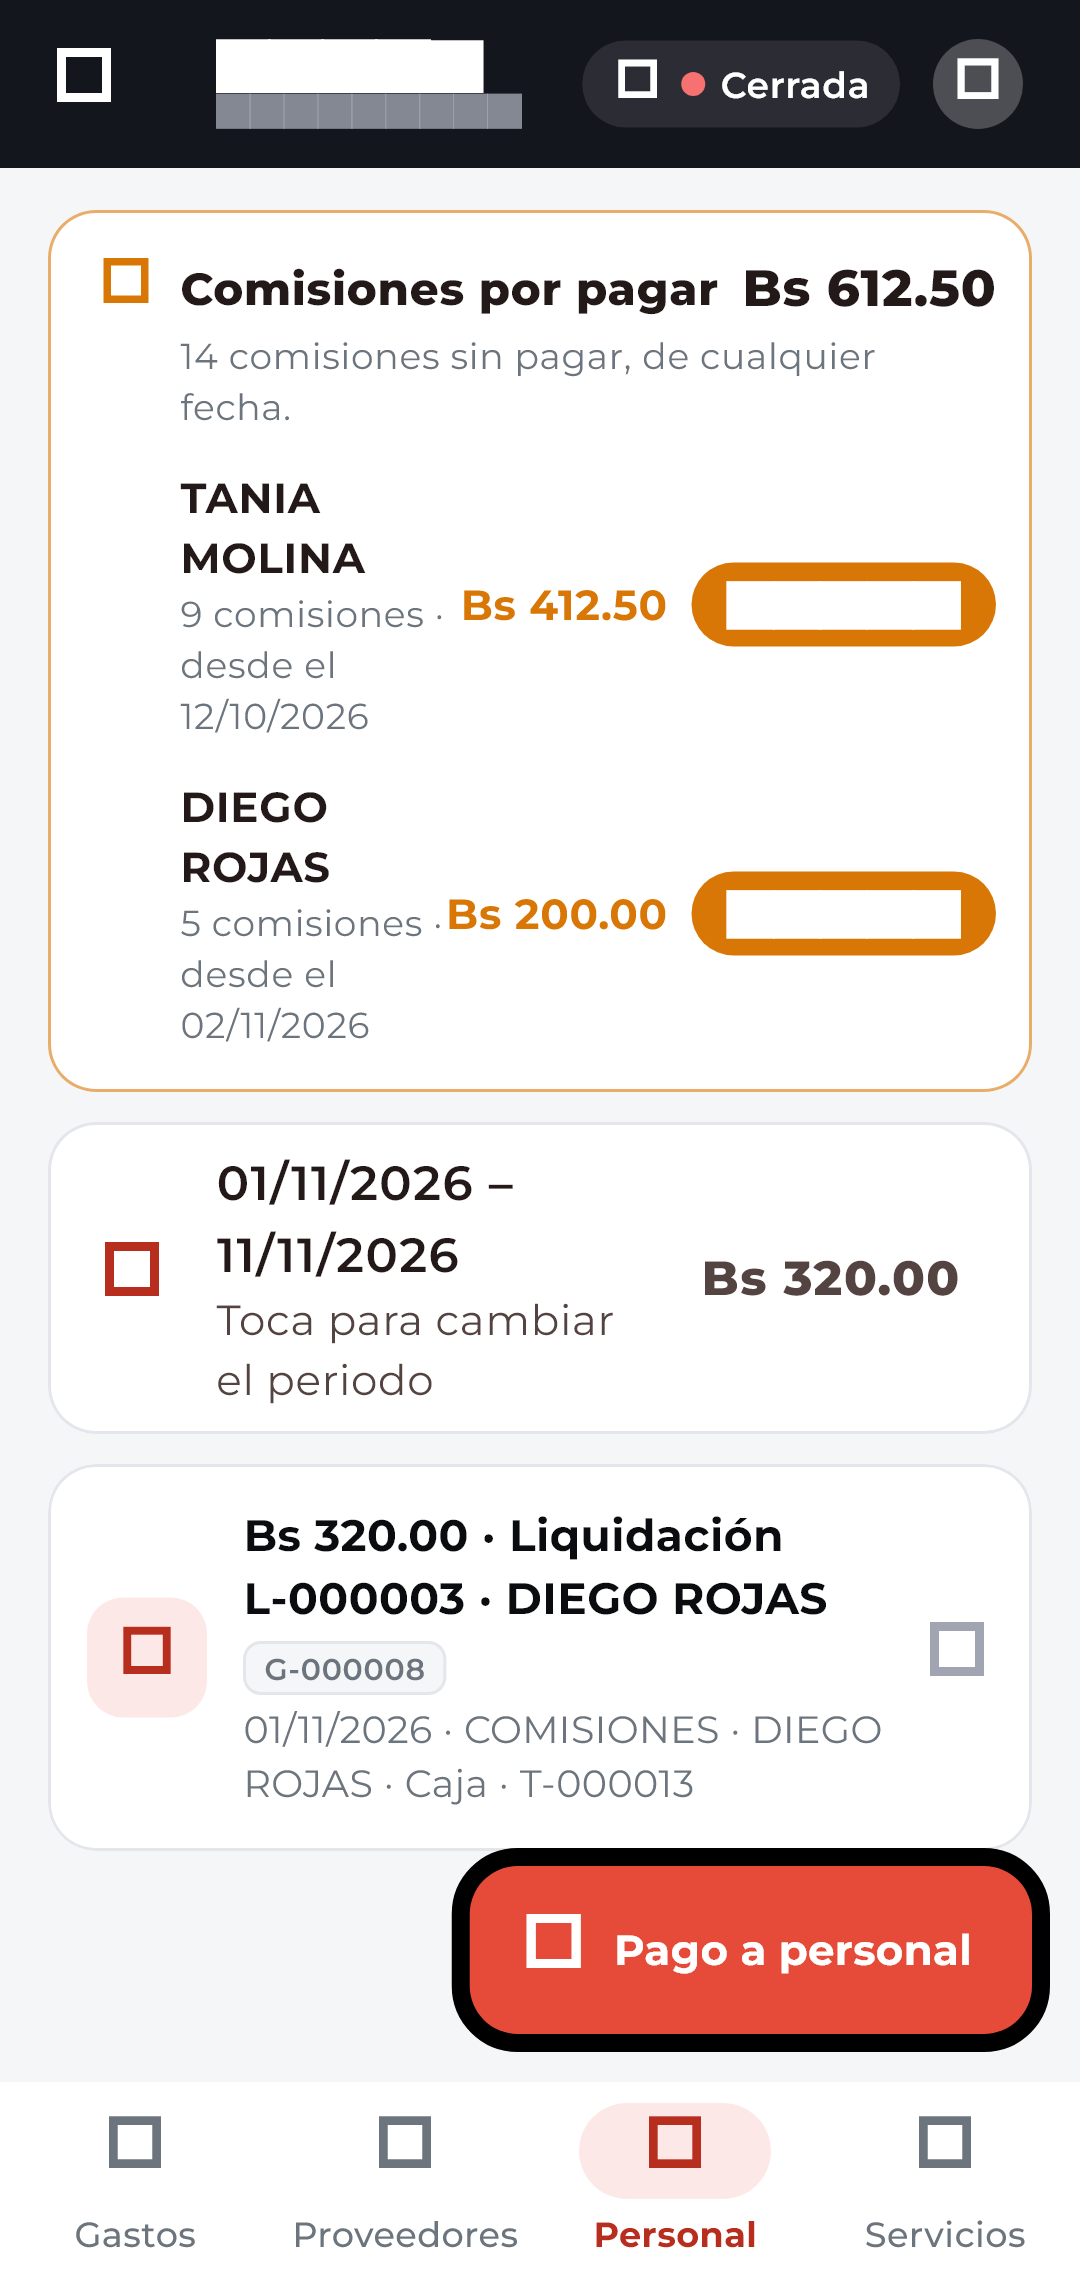 Cerrada
Comisiones por pagar Bs 612.50
14 comisiones sin pagar, de cualquier
fecha.
TANIA
MOLINA
9 comisiones ·
desde el
12/10/2026
Bs 412.50
DIEGO
ROJAS
5 comisiones ·
desde el
02/11/2026
Bs 200.00
01/11/2026 –
11/11/2026
Toca para cambiar
el periodo
Bs 320.00
Bs 320.00 · Liquidación
L-000003 · DIEGO ROJAS
G-000008
01/11/2026 · COMISIONES · DIEGO
ROJAS · Caja · T-000013
Pago a personal
Gastos
Proveedores
Personal
Servicios